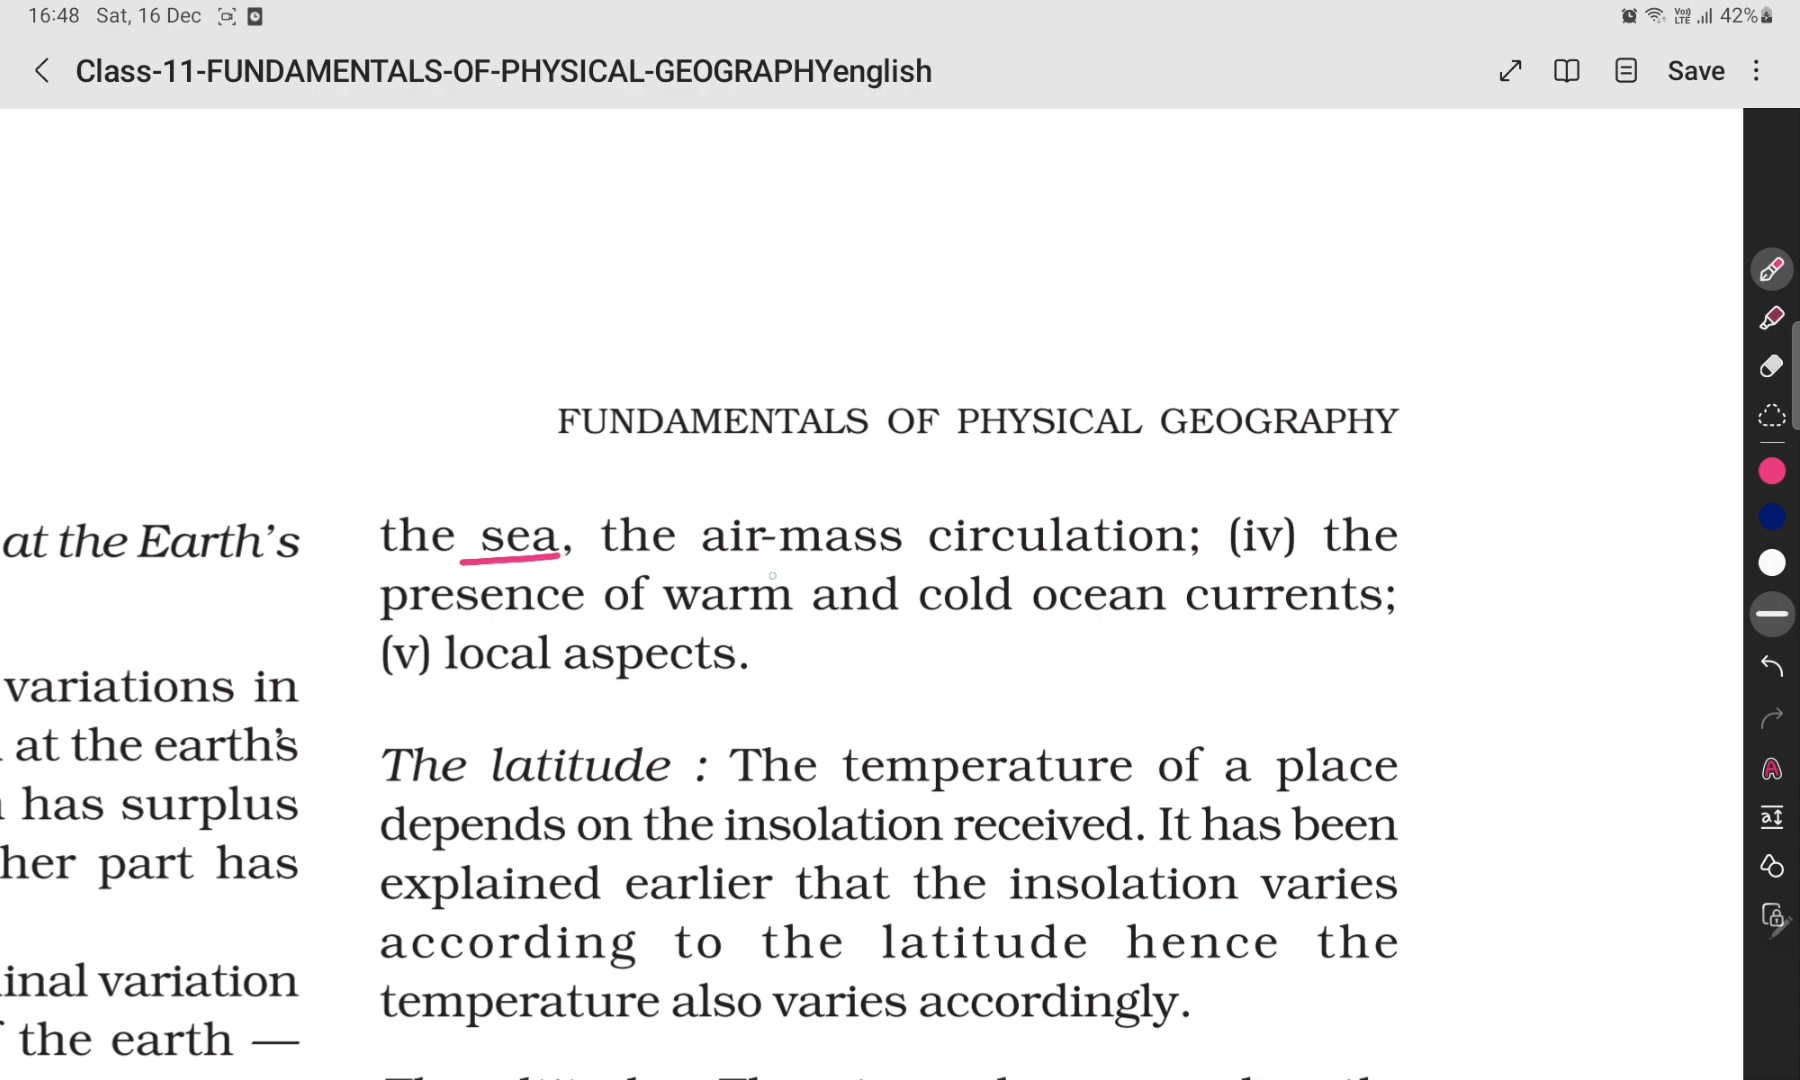 16:48 Sat, 16 Dec
Vo)) LTE 42%
Class-11-FUNDAMENTALS-OF-PHYSICAL-GEOGRAPHYenglish
Save
FUNDAMENTALS OF PHYSICAL GEOGRAPHY
at the Earth's
variations in
at the earth's
has surplus
her part has
inal variation
the earth —
the sea, the air-mass circulation; (iv) the
presence of warm and cold ocean currents;
(v) local aspects.
The latitude : The temperature of a place
depends on the insolation received. It has been
explained earlier that the insolation varies
according to the latitude hence the
temperature also varies accordingly.